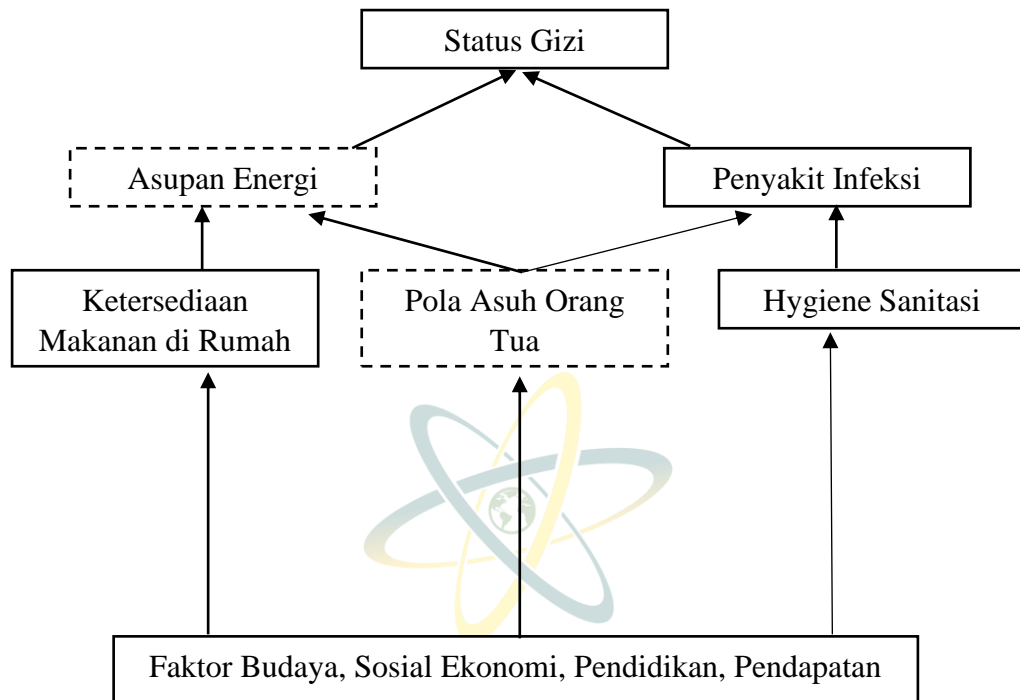 Status Gizi
Asupan Energi
Penyakit Infeksi
Ketersediaan
Makanan di Rumah
Pola Asuh Orang
Tua
Hygiene Sanitasi
Faktor Budaya, Sosial Ekonomi, Pendidikan, Pendapatan